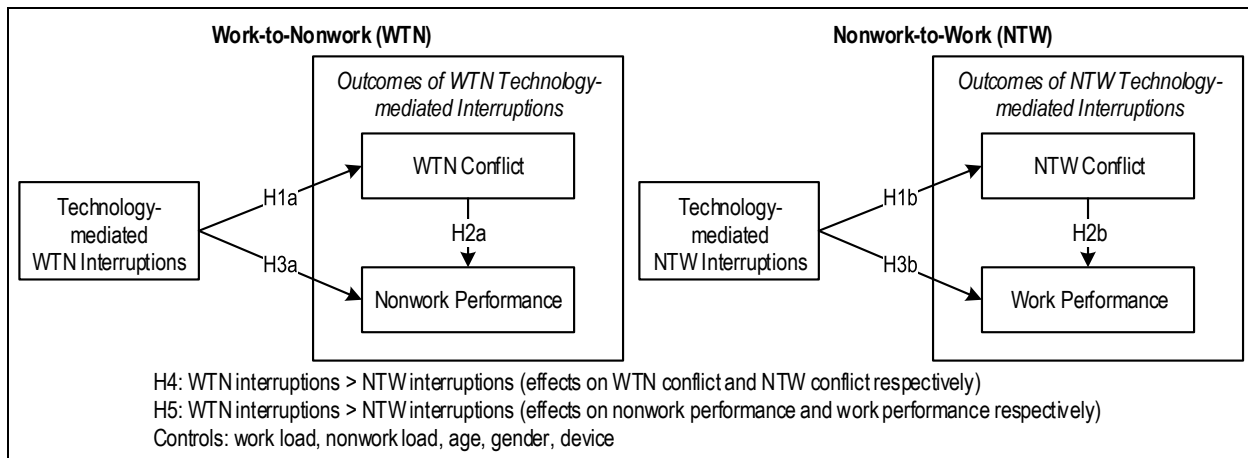 Work-to-Nonwork (WTN)
Outcomes of WTN Technology-
mediated Interruptions
WTN Conflict
H1a
Technology-
mediated
WTN Interruptions
H2a
H3a
Nonwork Performance
Nonwork-to-Work (NTW)
Outcomes of NTW Technology-
mediated Interruptions
NTW Conflict
H1b
Technology-
mediated
NTW Interruptions
H2b
H3b
Work Performance
H4: WTN interruptions > NTW interruptions (effects on WTN conflict and NTW conflict respectively)
H5: WTN interruptions > NTW interruptions (effects on nonwork performance and work performance respectively)
Controls: work load, nonwork load, age, gender, device